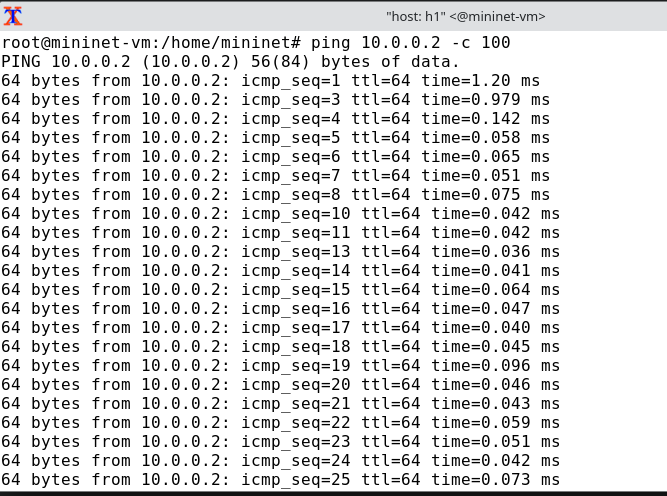 "host: h1" <@mininet-vm>
root@mininet-vm:/home/mininet# ping 10.0.0.2 -c 100
PING 10.0.0.2 (10.0.0.2) 56(84) bytes of data.
64 bytes from 10.0.0.2: icmp_seq=1 ttl=64 time=1.20 ms
64 bytes from 10.0.0.2: icmp_seq=3 ttl=64 time=0.979 ms
64 bytes from 10.0.0.2: icmp_seq=4 ttl=64 time=0.142 ms
64 bytes from 10.0.0.2: icmp_seq=5 ttl=64 time=0.058 ms
64 bytes from 10.0.0.2: icmp_seq=6 ttl=64 time=0.065 ms
64 bytes from 10.0.0.2: icmp_seq=7 ttl=64 time=0.051 ms
64 bytes from 10.0.0.2: icmp_seq=8 ttl=64 time=0.075 ms
64 bytes from 10.0.0.2: icmp_seq=10 ttl=64 time=0.042 ms
64 bytes from 10.0.0.2: icmp_seq=11 ttl=64 time=0.042 ms
64 bytes from 10.0.0.2: icmp_seq=13 ttl=64 time=0.036 ms
64 bytes from 10.0.0.2: icmp_seq=14 ttl=64 time=0.041 ms
64 bytes from 10.0.0.2: icmp_seq=15 ttl=64 time=0.064 ms
64 bytes from 10.0.0.2: icmp_seq=16 ttl=64 time=0.047 ms
64 bytes from 10.0.0.2: icmp_seq=17 ttl=64 time=0.040 ms
64 bytes from 10.0.0.2: icmp_seq=18 ttl=64 time=0.045 ms
64 bytes from 10.0.0.2: icmp_seq=19 ttl=64 time=0.096 ms
64 bytes from 10.0.0.2: icmp_seq=20 ttl=64 time=0.046 ms
64 bytes from 10.0.0.2: icmp_seq=21 ttl=64 time=0.043 ms
64 bytes from 10.0.0.2: icmp_seq=22 ttl=64 time=0.059 ms
64 bytes from 10.0.0.2: icmp_seq=23 ttl=64 time=0.051 ms
64 bytes from 10.0.0.2: icmp_seq=24 ttl=64 time=0.042 ms
64 bytes from 10.0.0.2: icmp_seq=25 ttl=64 time=0.073 ms